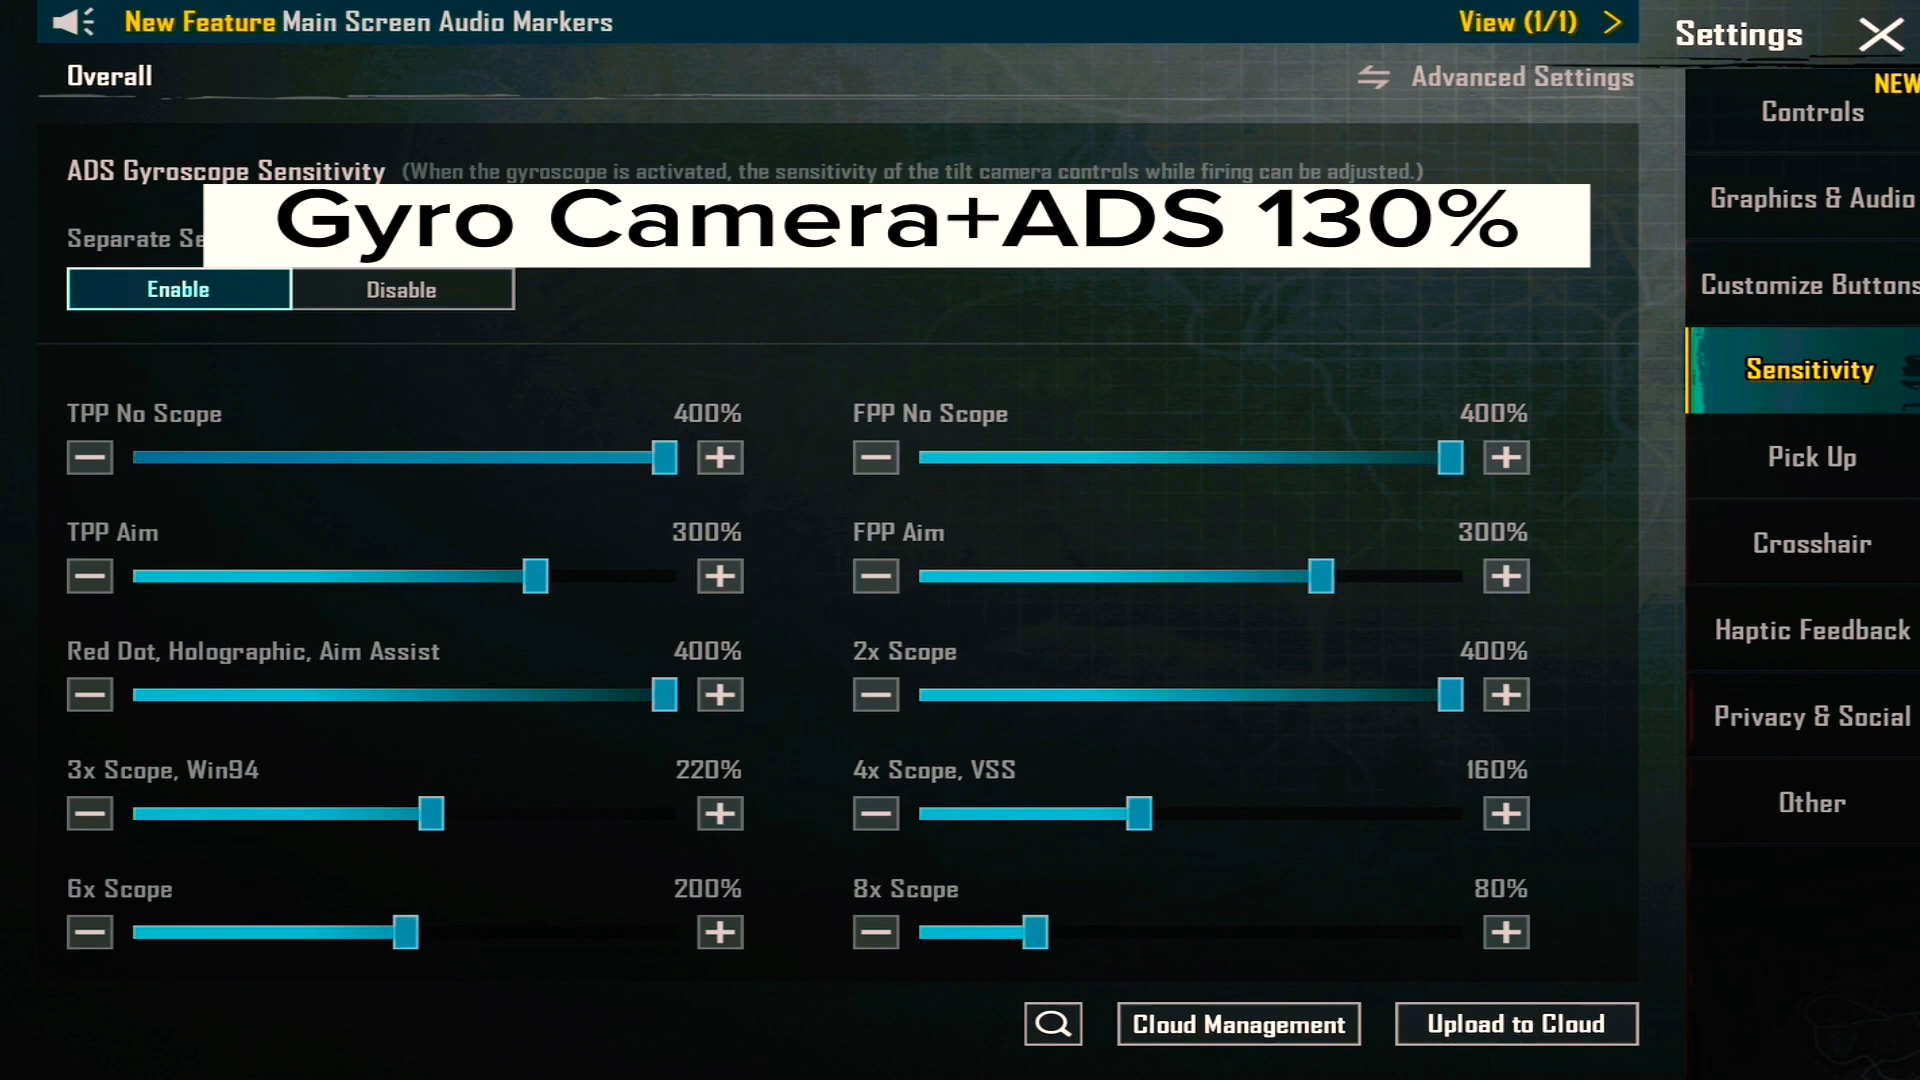 New Feature Main Screen Audio Markers
View (1/1)
Settings
Overall
Advanced Settings
NEW
Controls
ADS Gyroscope Sensitivity (When the gyroscope is activated, the sensitivity of the tilt camera controls while firing can be adjusted.)
Graphics & Audio
Gyro Camera+ADS 130%
Separate Se
Enable
Disable
Customize Buttons
Sensitivity
TPP No Scope 400%
FPP No Scope 400%
Pick Up
TPP Aim 300%
FPP Aim 300%
Crosshair
Haptic Feedback
Red Dot, Holographic, Aim Assist 400%
2x Scope 400%
Privacy & Social
3x Scope, Win94 220%
4x Scope, VSS 160%
Other
6x Scope 200%
8x Scope 80%
Cloud Management
Upload to Cloud